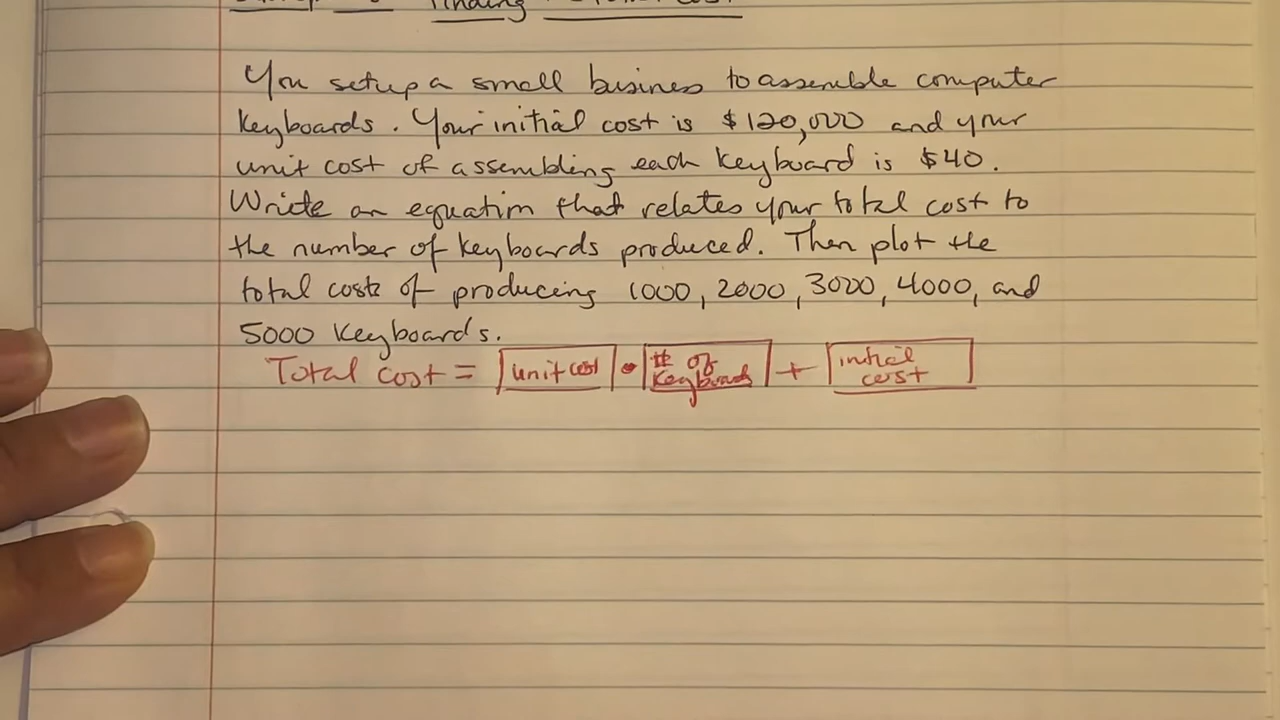 Finding
You setup a small business to assemble computer
keyboards. Your initial cost is $120,000 and your
unit cost of assembling each keyboard is $40.
Write an equation that relates your total cost to
the number of keyboards produced. Then plot the
total costs of producing 1000, 2000, 3000, 4000, and
5000 keyboards.
Total cost = unit cost • # of keyboards + initial cost